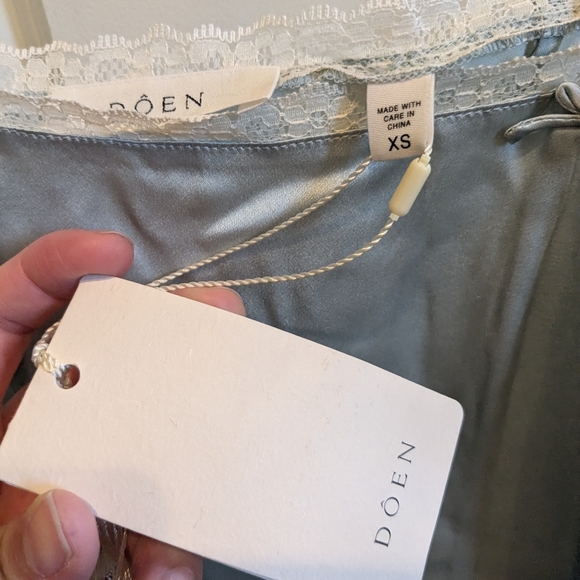 DÔEN
MADE WITH
CARE IN
CHINA
XS
DÔEN